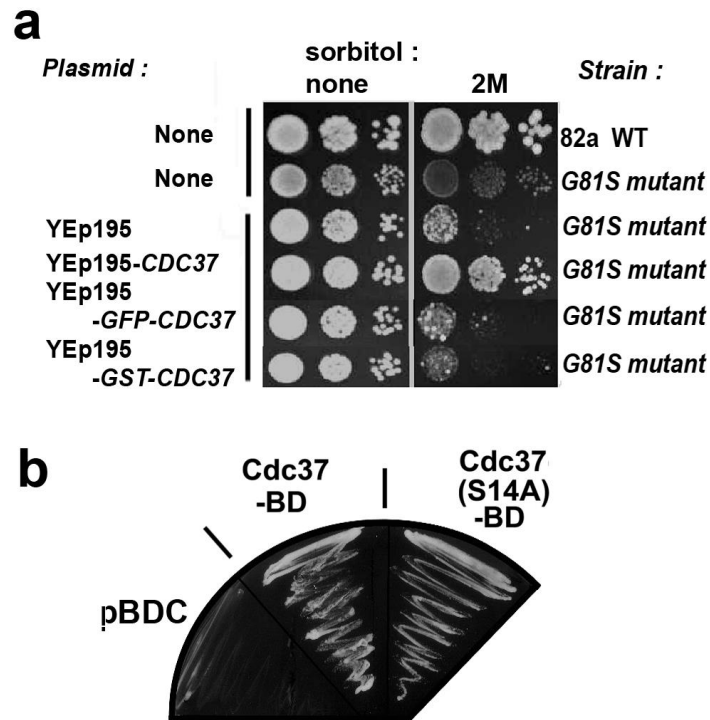 a
Plasmid :
sorbitol :
none 2M
Strain :
None 82a WT
None G81S mutant
YEp195 G81S mutant
YEp195-CDC37 G81S mutant
YEp195
-GFP-CDC37 G81S mutant
YEp195
-GST-CDC37 G81S mutant
b
Cdc37
-BD
Cdc37
(S14A)
-BD
pBDC